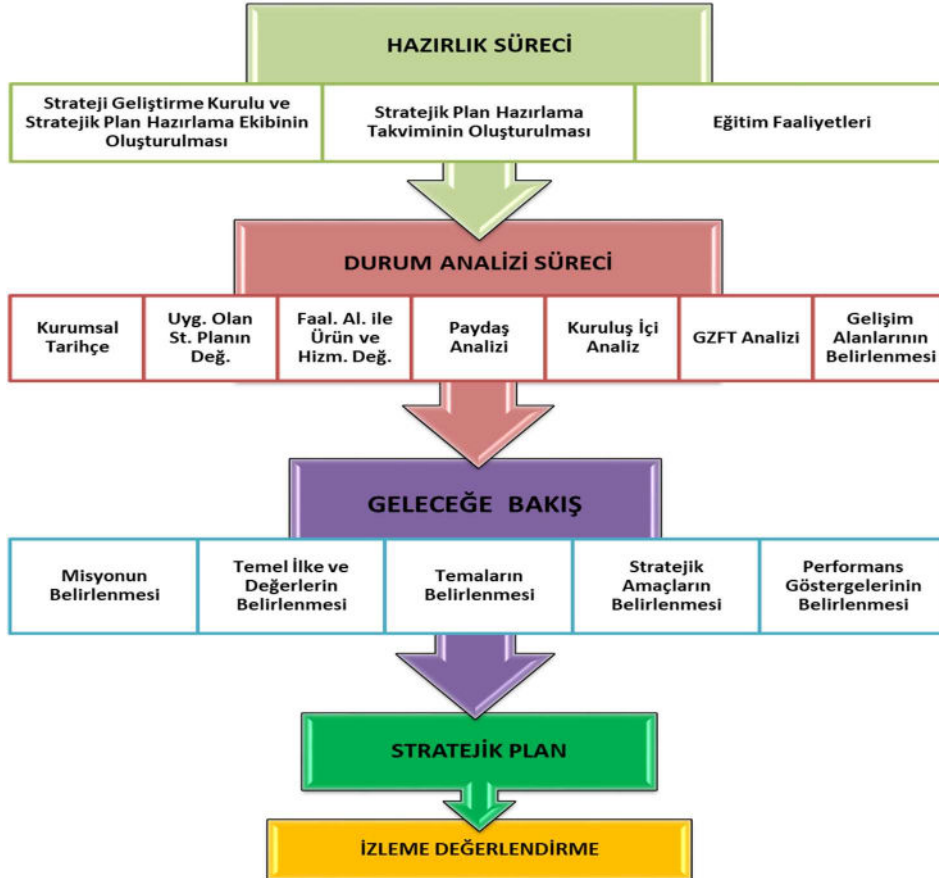 HAZIRLIK SÜRECİ
Strateji Geliştirme Kurulu ve
Stratejik Plan Hazırlama Ekibinin
Oluşturulması
Stratejik Plan Hazırlama
Takviminin Oluşturulması
Eğitim Faaliyetleri
DURUM ANALİZİ SÜRECİ
Kurumsal
Tarihçe
Uyg. Olan
St. Planın
Değ.
Faal. Al. ile
Ürün ve
Hizm. Değ.
Paydaş
Analizi
Kuruluş İçi
Analiz
GZFT Analizi
Gelişim
Alanlarının
Belirlenmesi
GELECEĞE BAKIŞ
Misyonun
Belirlenmesi
Temel İlke ve
Değerlerin
Belirlenmesi
Temaların
Belirlenmesi
Stratejik
Amaçların
Belirlenmesi
Performans
Göstergelerinin
Belirlenmesi
STRATEJİK PLAN
İZLEME DEĞERLENDİRME